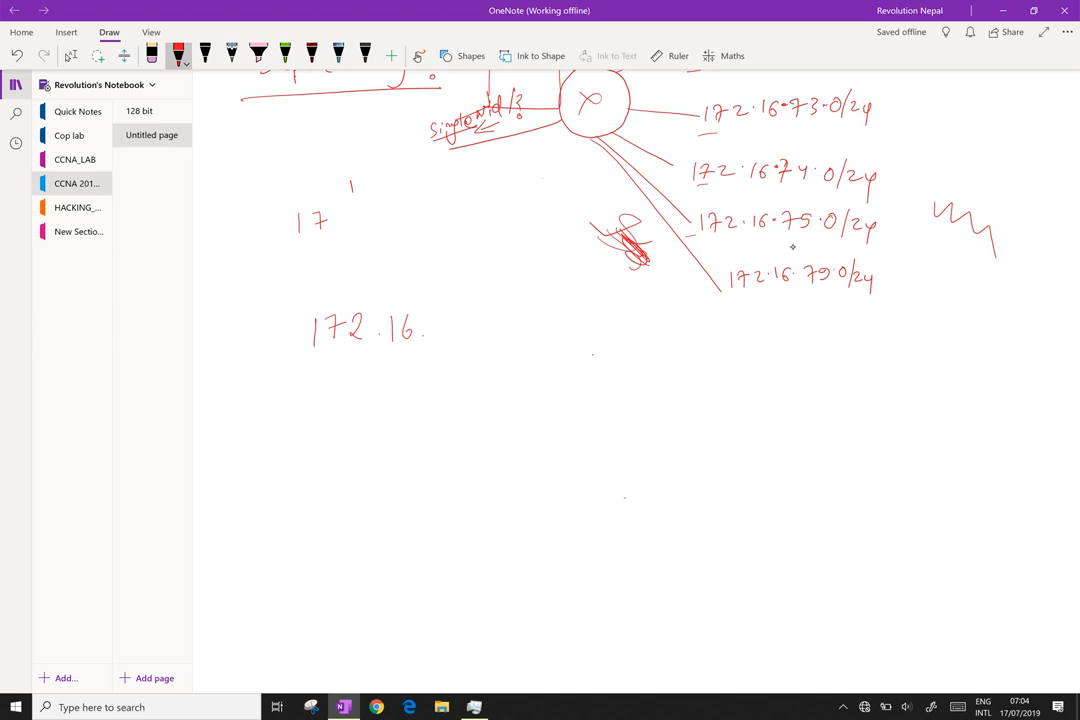 OneNote (Working offline)
Revolution Nepal
Home
Insert
Draw
View
Saved offline
Share
Shapes
Ink to Shape
Ink to Text
Ruler
Maths
Revolution's Notebook
Quick Notes
Cop lab
CCNA_LAB
CCNA 201...
HACKING_...
New Sectio...
128 bit
Untitled page
172.16.73.0/24
172.16.74.0/24
172.16.75.0/24
172.16.79.0/24
17
172.16.
Add...
Add page
Type here to search
ENG
INTL
07:04
17/07/2019